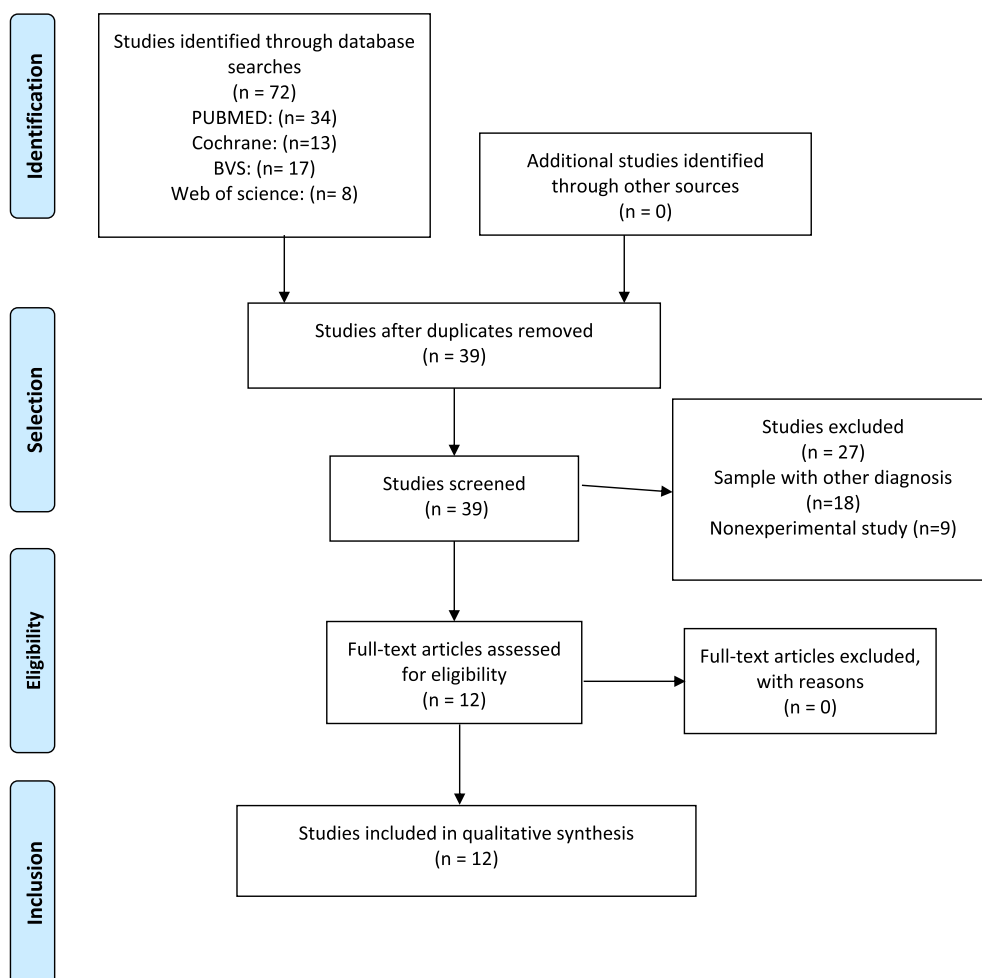 Identification
Studies identified through database
searches
(n = 72)
PUBMED: (n= 34)
Cochrane: (n=13)
BVS: (n= 17)
Web of science: (n= 8)
Additional studies identified
through other sources
(n = 0)
Selection
Studies after duplicates removed
(n = 39)
Studies screened
(n = 39)
Studies excluded
(n = 27)
Sample with other diagnosis
(n=18)
Nonexperimental study (n=9)
Eligibility
Full-text articles assessed
for eligibility
(n = 12)
Full-text articles excluded,
with reasons
(n = 0)
Inclusion
Studies included in qualitative synthesis
(n = 12)